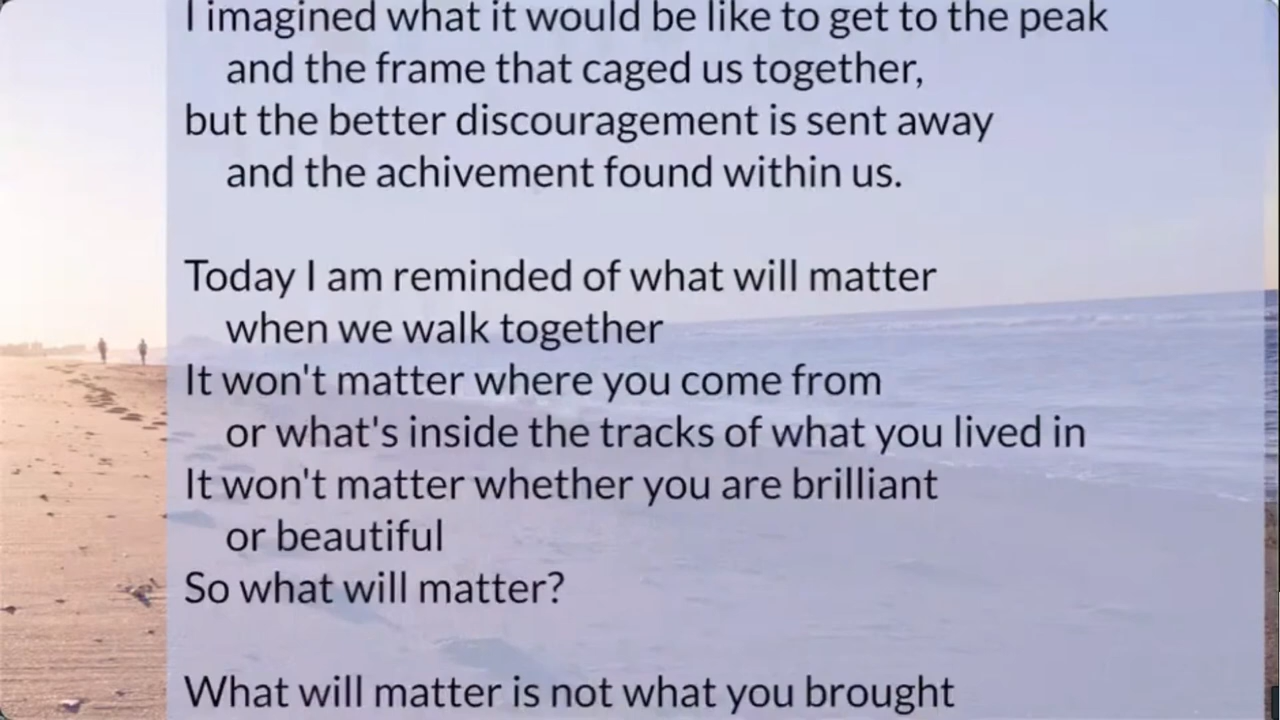 I imagined what it would be like to get to the peak
and the frame that caged us together,
but the better discouragement is sent away
and the achivement found within us.
Today I am reminded of what will matter
when we walk together
It won't matter where you come from
or what's inside the tracks of what you lived in
It won't matter whether you are brilliant
or beautiful
So what will matter?
What will matter is not what you brought